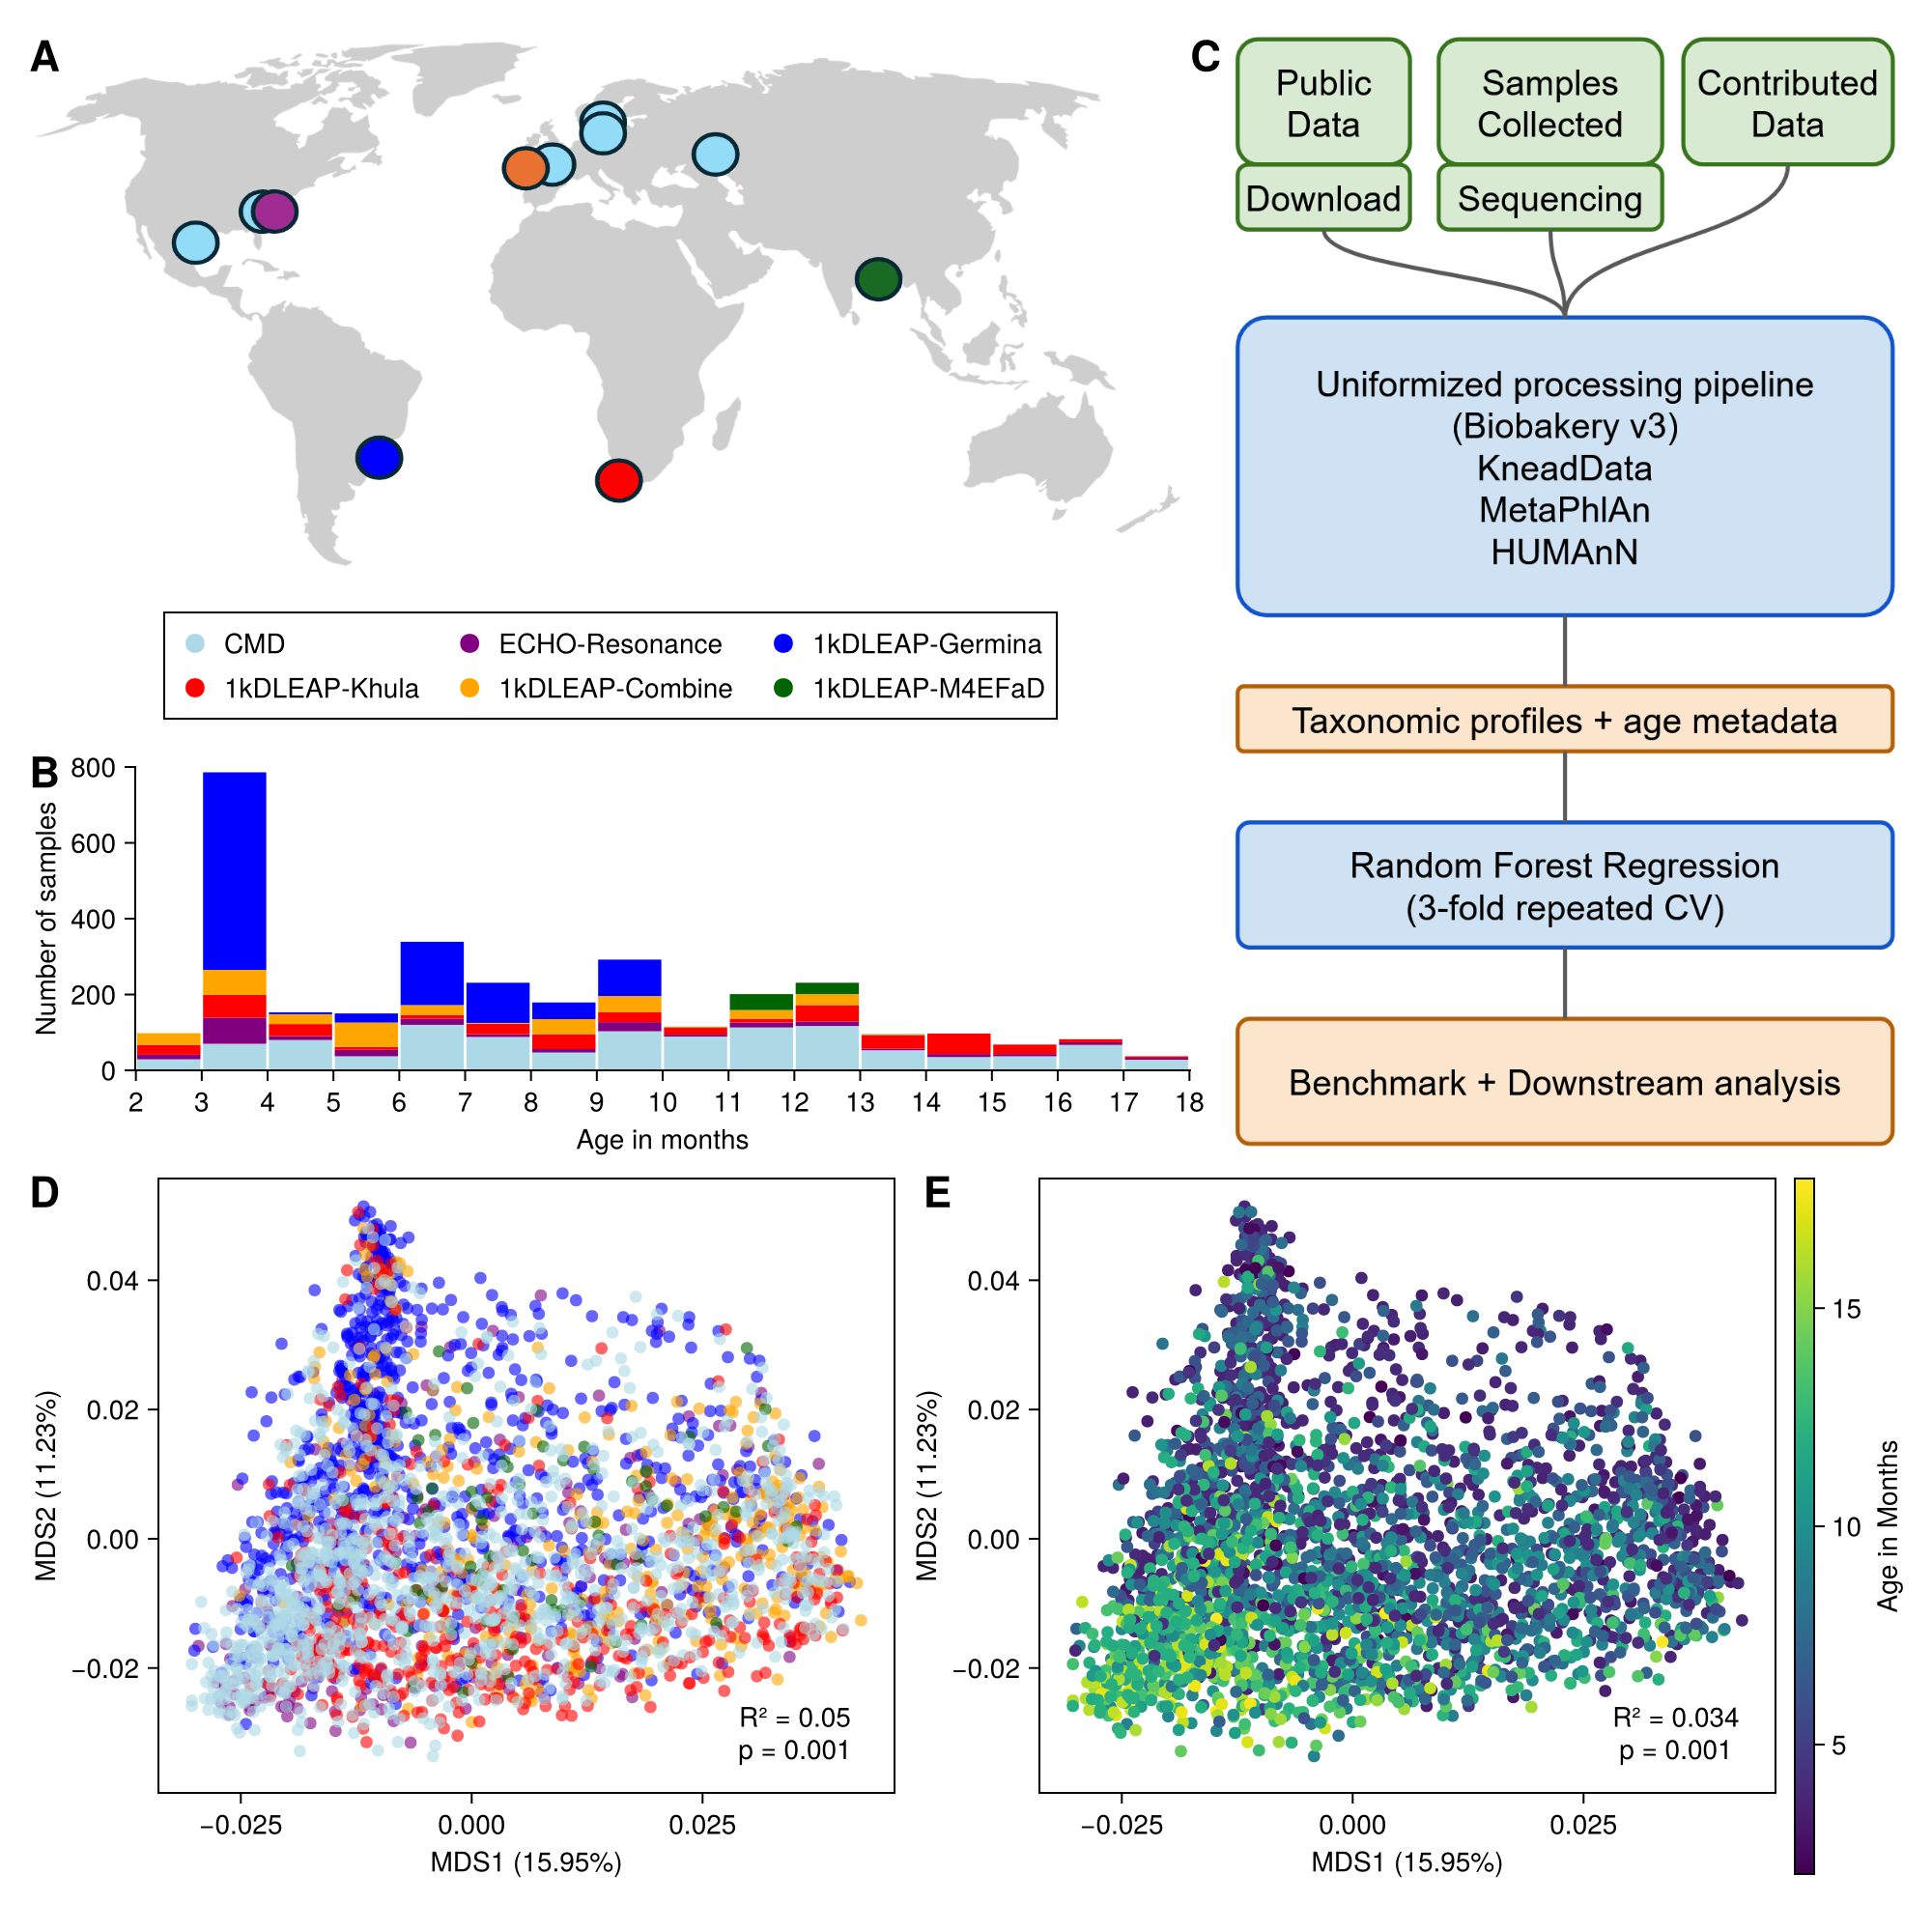 A
CMD
ECHO-Resonance
1kDLEAP-Germina
1kDLEAP-Khula
1kDLEAP-Combine
1kDLEAP-M4EFaD
B
800
600
400
200
0
Number of samples
2 3 4 5 6 7 8 9 10 11 12 13 14 15 16 17 18
Age in months
C
Public
Data
Download
Samples
Collected
Sequencing
Contributed
Data
Uniformized processing pipeline
(Biobakery v3)
KneadData
MetaPhlAn
HUMAnN
Taxonomic profiles + age metadata
Random Forest Regression
(3-fold repeated CV)
Benchmark + Downstream analysis
D
0.04
0.02
0.00
−0.02
MDS2 (11.23%)
R² = 0.05
p = 0.001
−0.025 0.000 0.025
MDS1 (15.95%)
E
0.04
0.02
0.00
−0.02
MDS2 (11.23%)
R² = 0.034
p = 0.001
−0.025 0.000 0.025
MDS1 (15.95%)
15
10
5
Age in Months